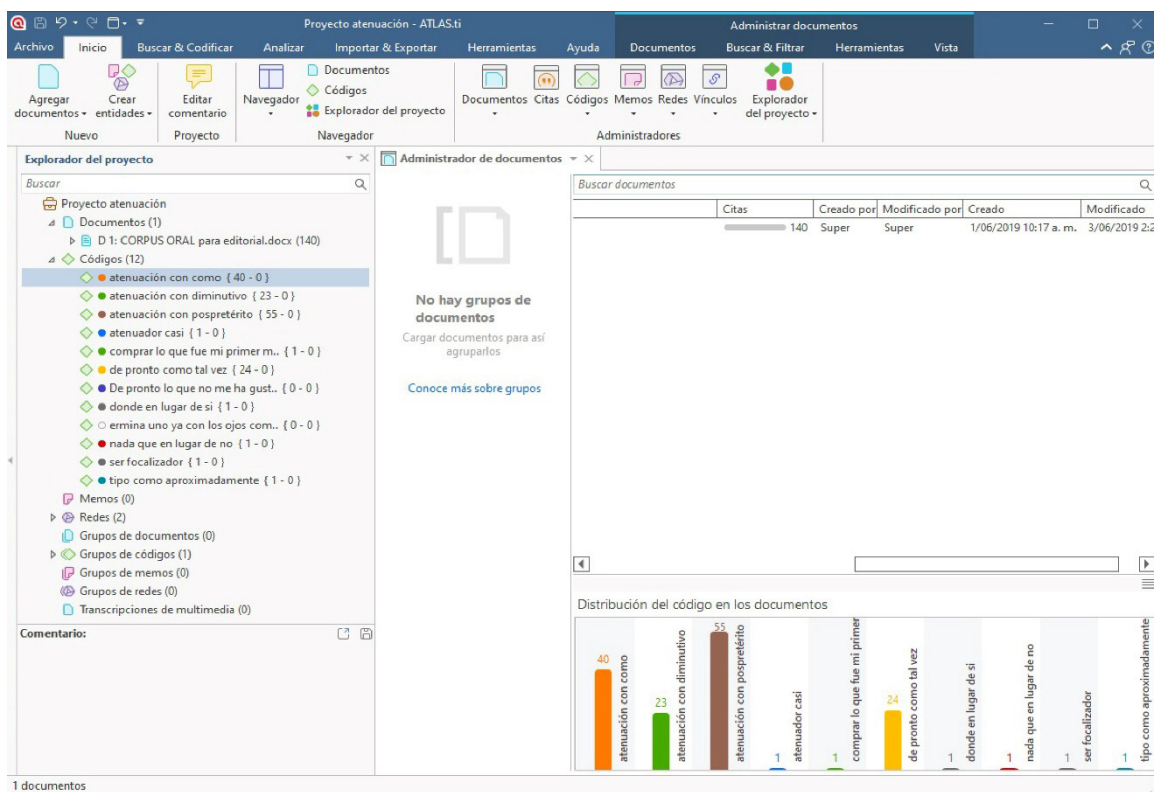 Proyecto atenuación - ATLAS.ti
Administrar documentos
Archivo Inicio Buscar & Codificar Analizar Importar & Exportar Herramientas Ayuda Documentos Buscar & Filtrar Herramientas Vista
Agregar documentos
Crear entidades
Editar comentario
Navegador
Documentos
Códigos
Explorador del proyecto
Documentos Citas Códigos Memos Redes Vínculos Explorador del proyecto
Nuevo Proyecto Navegador Administradores
Explorador del proyecto
Buscar
Proyecto atenuación
Documentos (1)
D 1: CORPUS ORAL para editorial.docx (140)
Códigos (12)
atenuación con como { 40 - 0 }
atenuación con diminutivo { 23 - 0 }
atenuación con pospretérito { 55 - 0 }
atenuador casi { 1 - 0 }
comprar lo que fue mi primer m.. { 1 - 0 }
de pronto como tal vez { 24 - 0 }
De pronto lo que no me ha gust.. { 0 - 0 }
donde en lugar de si { 1 - 0 }
ermina uno ya con los ojos com.. { 0 - 0 }
nada que en lugar de no { 1 - 0 }
ser focalizador { 1 - 0 }
tipo como aproximadamente { 1 - 0 }
Memos (0)
Redes (2)
Grupos de documentos (0)
Grupos de códigos (1)
Grupos de memos (0)
Grupos de redes (0)
Transcripciones de multimedia (0)
Comentario:
Administrador de documentos
No hay grupos de
documentos
Cargar documentos para así
agruparlos
Conoce más sobre grupos
Buscar documentos
Citas Creado por Modificado por Creado Modificado
140 Super Super 1/06/2019 10:17 a. m. 3/06/2019 2:2
Distribución del código en los documentos
40 atenuación con como
23 atenuación con diminutivo
55 atenuación con pospretérito
1 atenuador casi
1 comprar lo que fue mi primer
24 de pronto como tal vez
1 donde en lugar de si
1 nada que en lugar de no
1 ser focalizador
1 tipo como aproximadamente
1 documentos